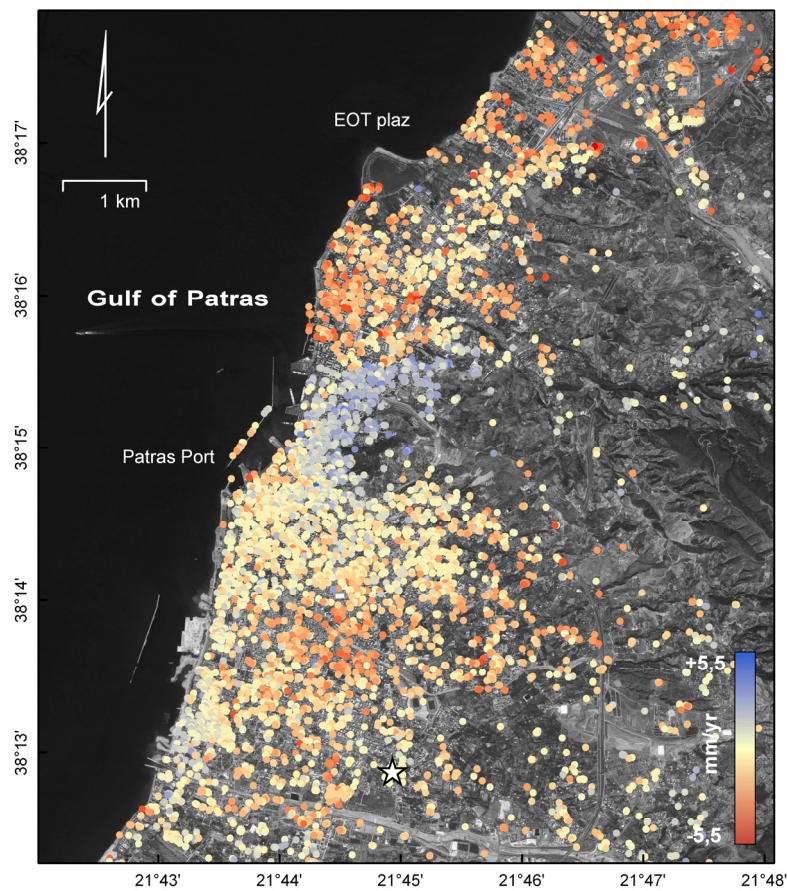 EOT plaz
1 km
Gulf of Patras
Patras Port
38°17'
38°16'
38°15'
38°14'
38°13'
+5,5
mm/yr
-5,5
21°43'
21°44'
21°45'
21°46'
21°47'
21°48'